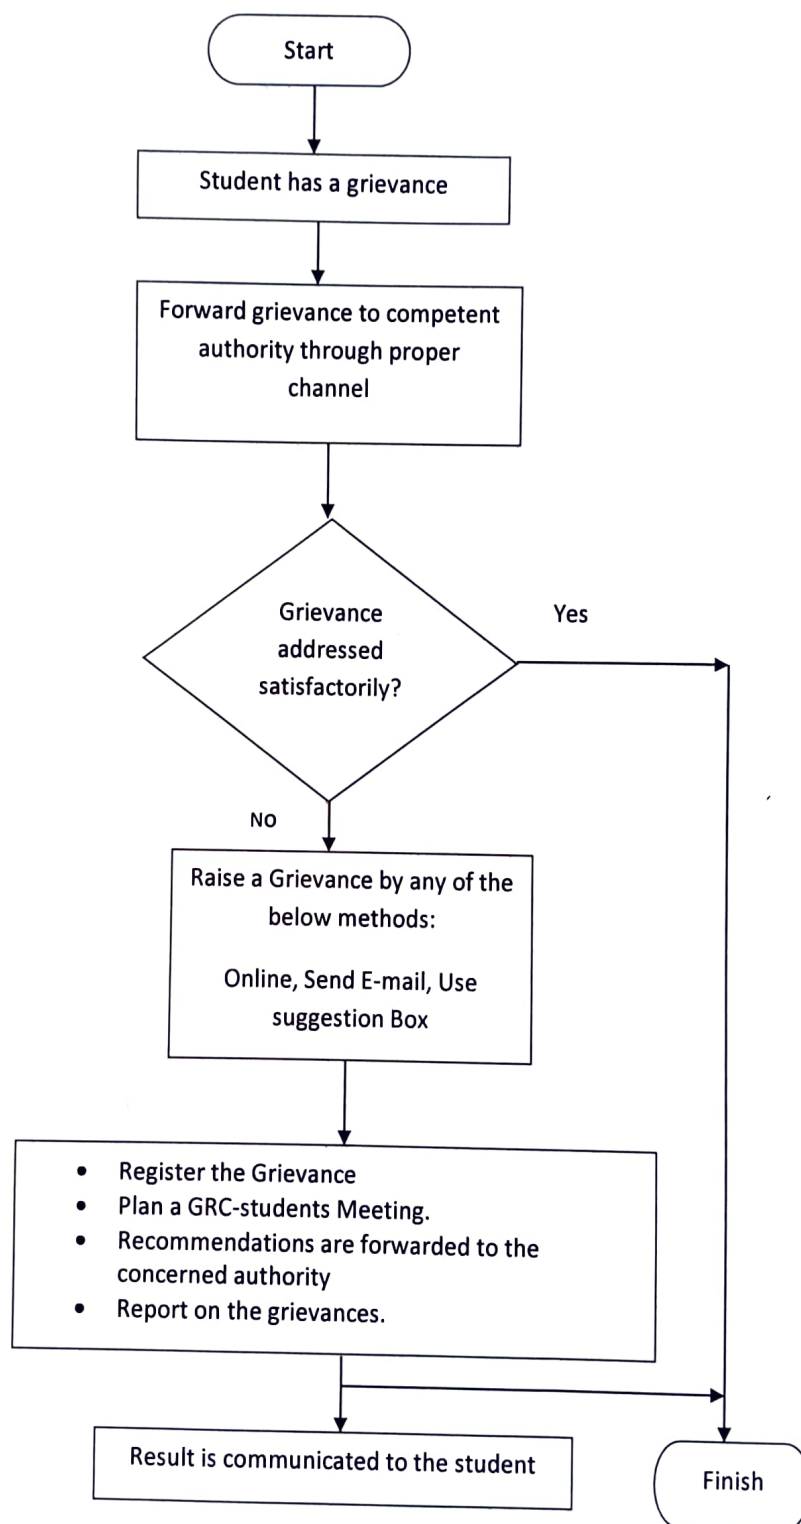 Start
Student has a grievance
Forward grievance to competent
authority through proper
channel
Grievance
addressed
satisfactorily?
Yes
No
Raise a Grievance by any of the
below methods:
Online, Send E-mail, Use
suggestion Box
• Register the Grievance
• Plan a GRC-students Meeting.
• Recommendations are forwarded to the
concerned authority
• Report on the grievances.
Result is communicated to the student
Finish